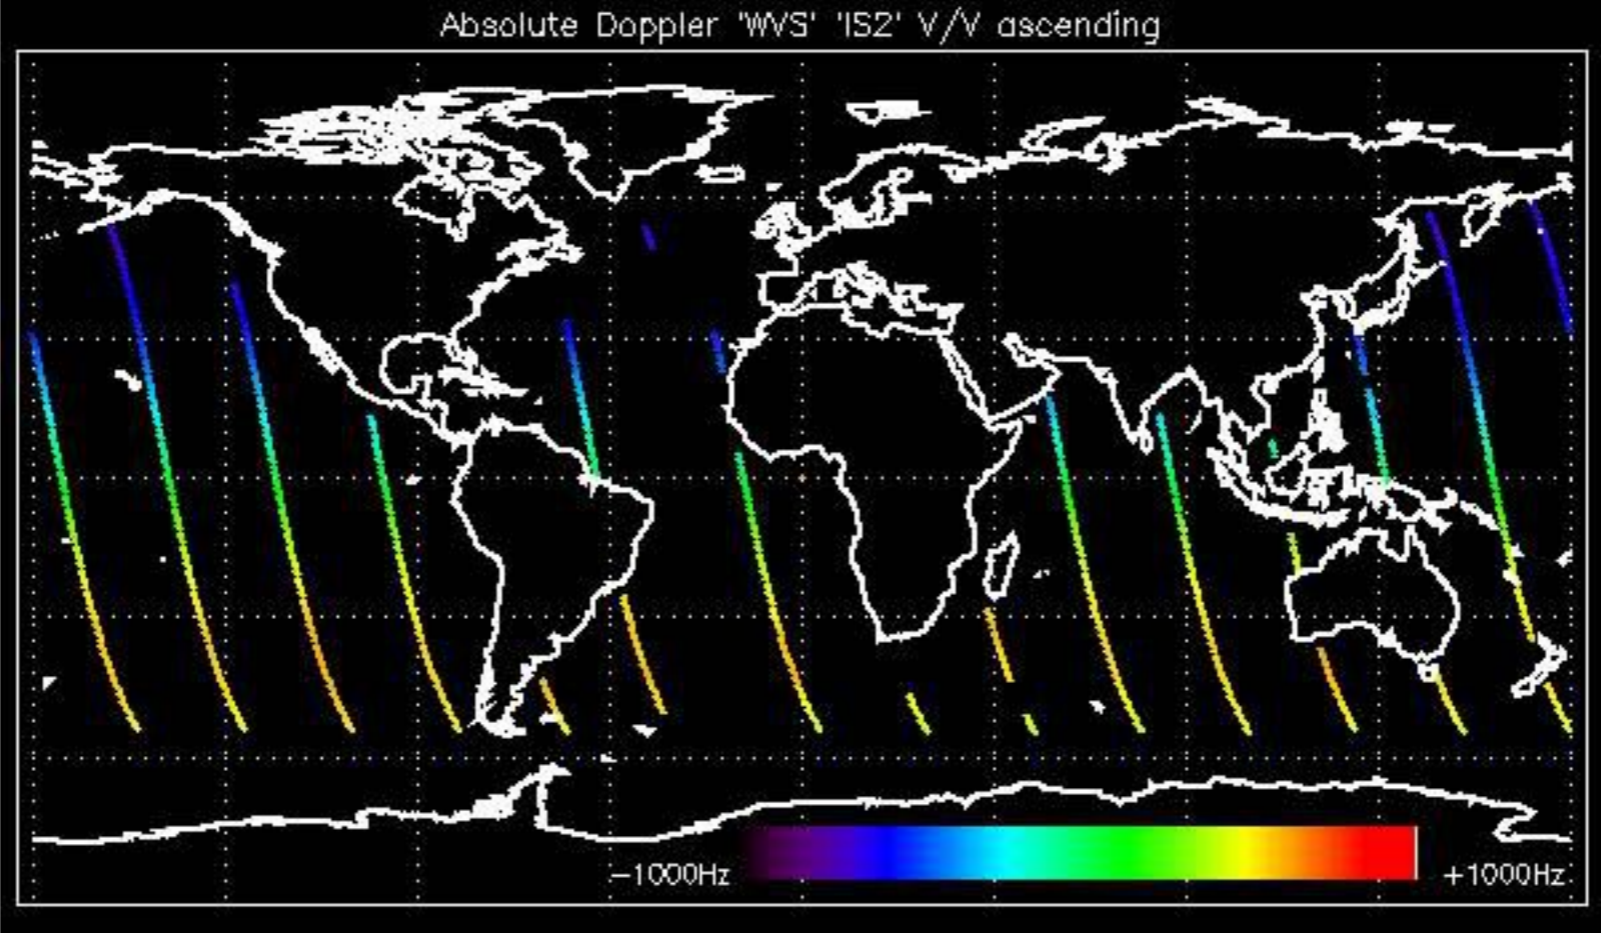 Absolute Doppler 'WVS' 'IS2' V/V ascending
-1000Hz +1000Hz